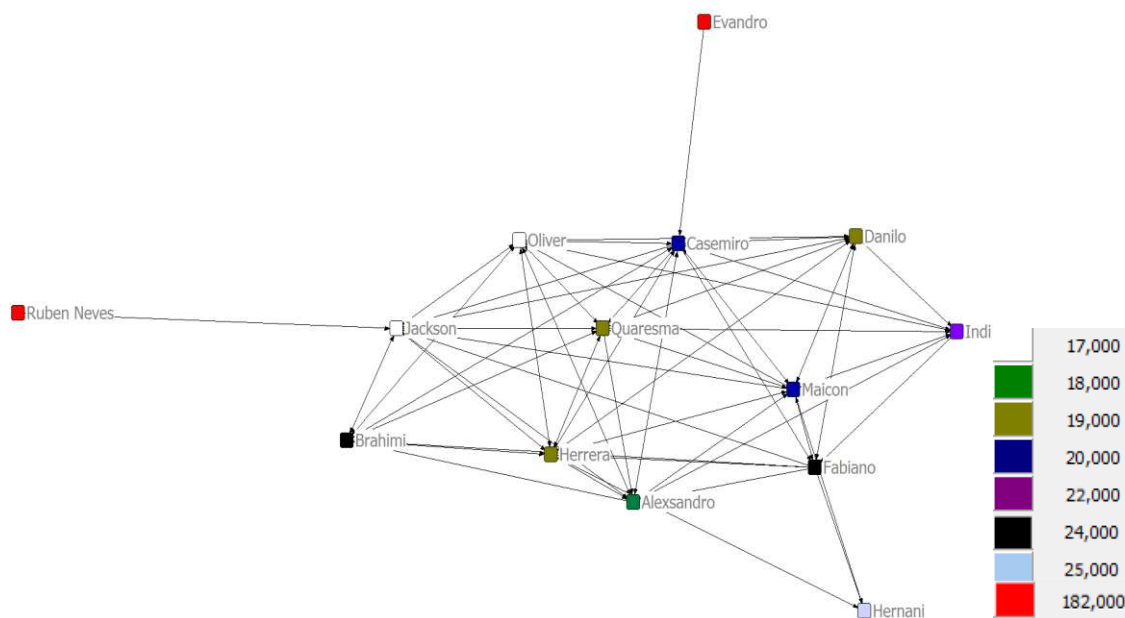 Evandro
Oliver
Casemiro
Danilo
Ruben Neves
Jackson
Quaresma
Indi
17,000
18,000
Maicon
19,000
Brahimi
Herrera
20,000
Fabiano
22,000
Alexsandro
24,000
25,000
182,000
Hernani